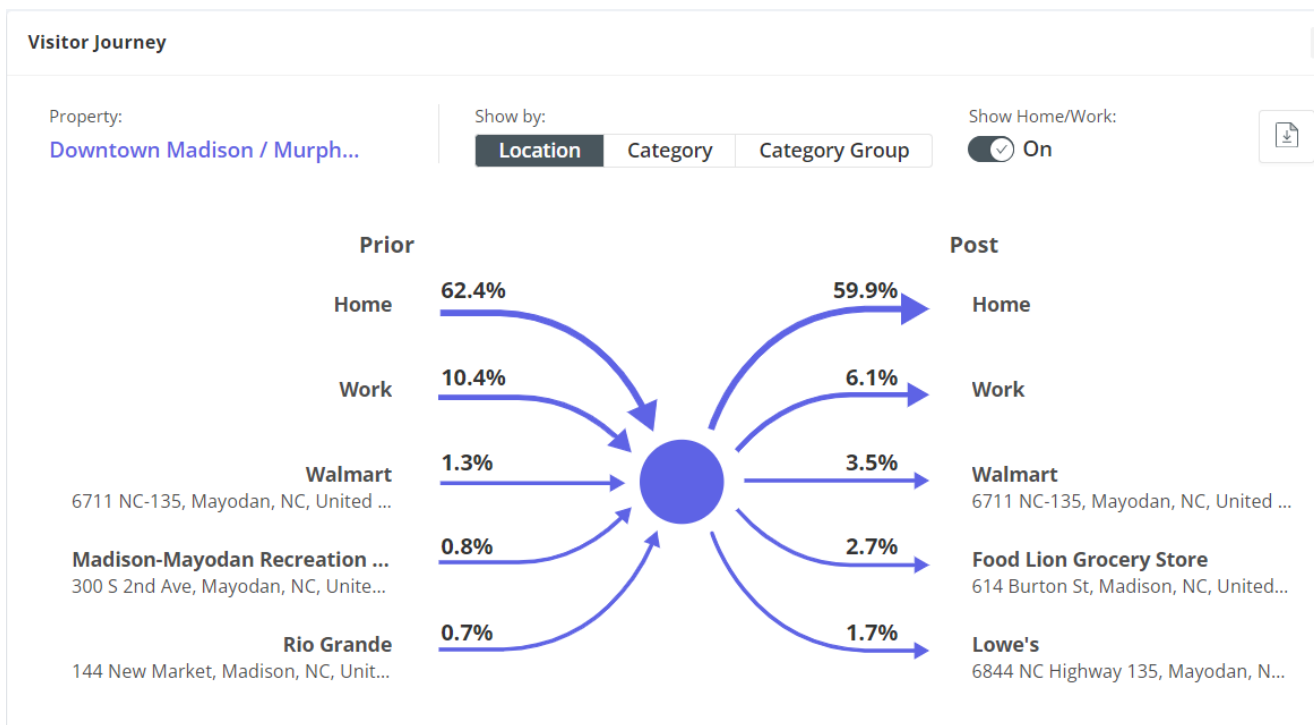 Visitor Journey
Property:
Downtown Madison / Murph...
Show by:
Location
Category
Category Group
Show Home/Work:
On
Prior
Home
62.4%
Work
10.4%
Walmart
6711 NC-135, Mayodan, NC, United ...
1.3%
Madison-Mayodan Recreation ...
300 S 2nd Ave, Mayodan, NC, Unite...
0.8%
Rio Grande
144 New Market, Madison, NC, Unit...
0.7%
Post
59.9%
Home
6.1%
Work
3.5%
Walmart
6711 NC-135, Mayodan, NC, United ...
2.7%
Food Lion Grocery Store
614 Burton St, Madison, NC, United...
1.7%
Lowe's
6844 NC Highway 135, Mayodan, N...